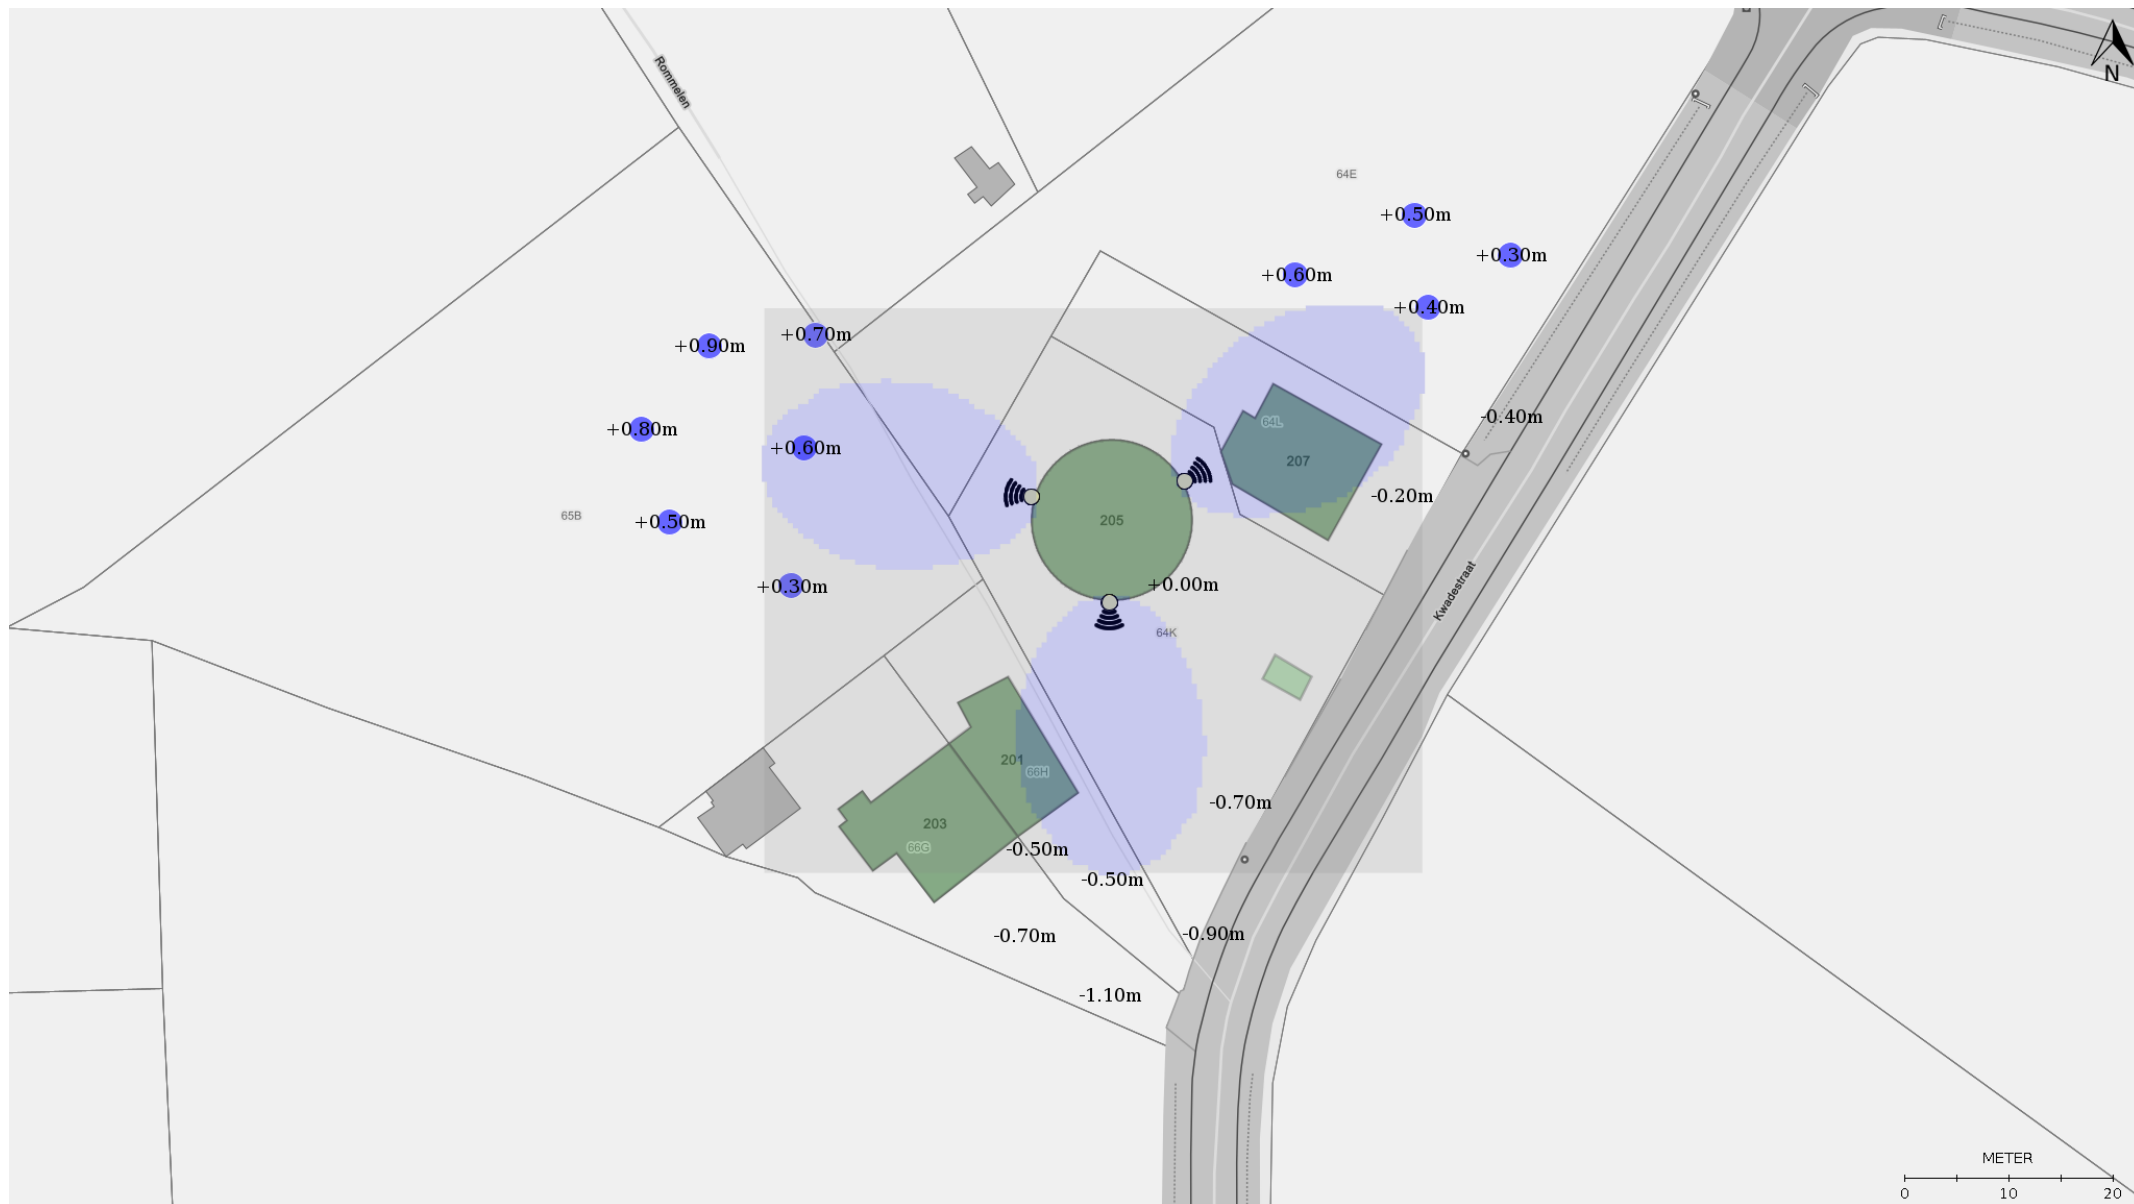 Rommelen
N
64E
+0.50m
+0.30m
+0.60m
+0.40m
+0.70m
+0.90m
-0.40m
64L
+0.80m
+0.60m
207
-0.20m
65B
+0.50m
205
+0.30m
+0.00m
Kwadestraat
64K
201
66H
-0.70m
203
66G
-0.50m
-0.50m
-0.90m
-0.70m
-1.10m
METER
0 10 20